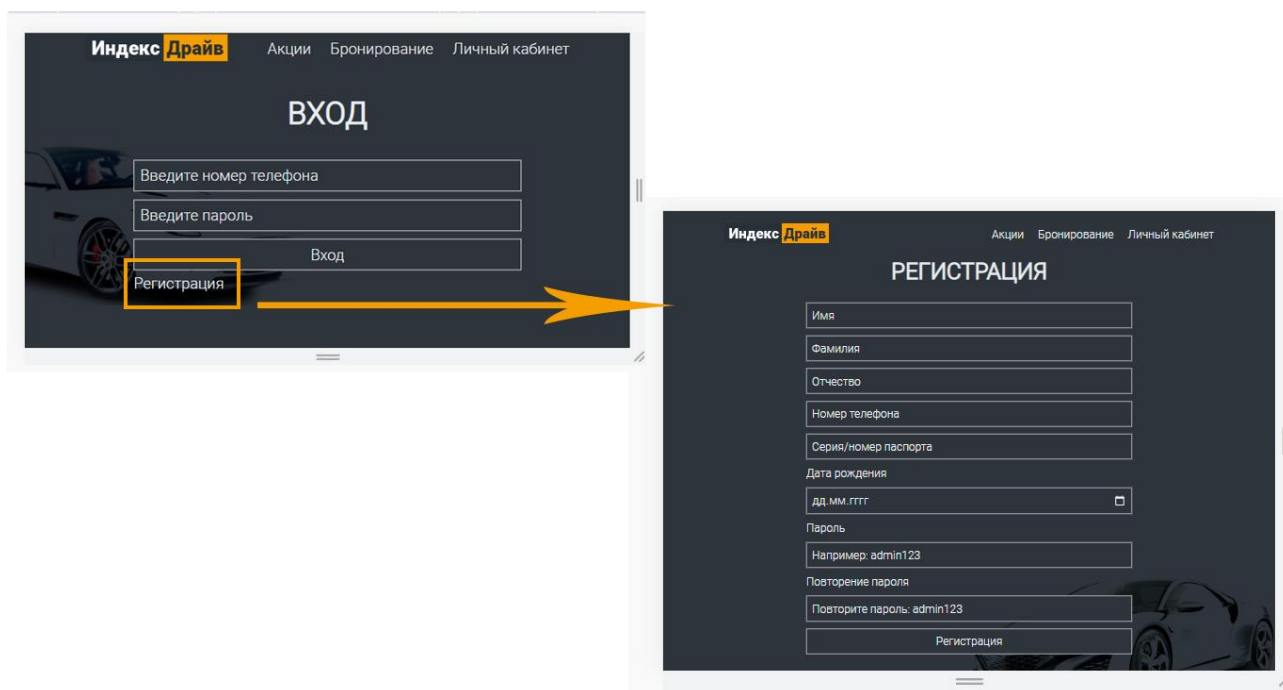 Индекс Драйв Акции Бронирование Личный кабинет
ВХОД
Введите номер телефона
Введите пароль
Вход
Регистрация
Индекс Драйв Акции Бронирование Личный кабинет
РЕГИСТРАЦИЯ
Имя
Фамилия
Отчество
Номер телефона
Серия/номер паспорта
Дата рождения
дд.мм.гггг
Пароль
Например: admin123
Повторение пароля
Повторите пароль: admin123
Регистрация